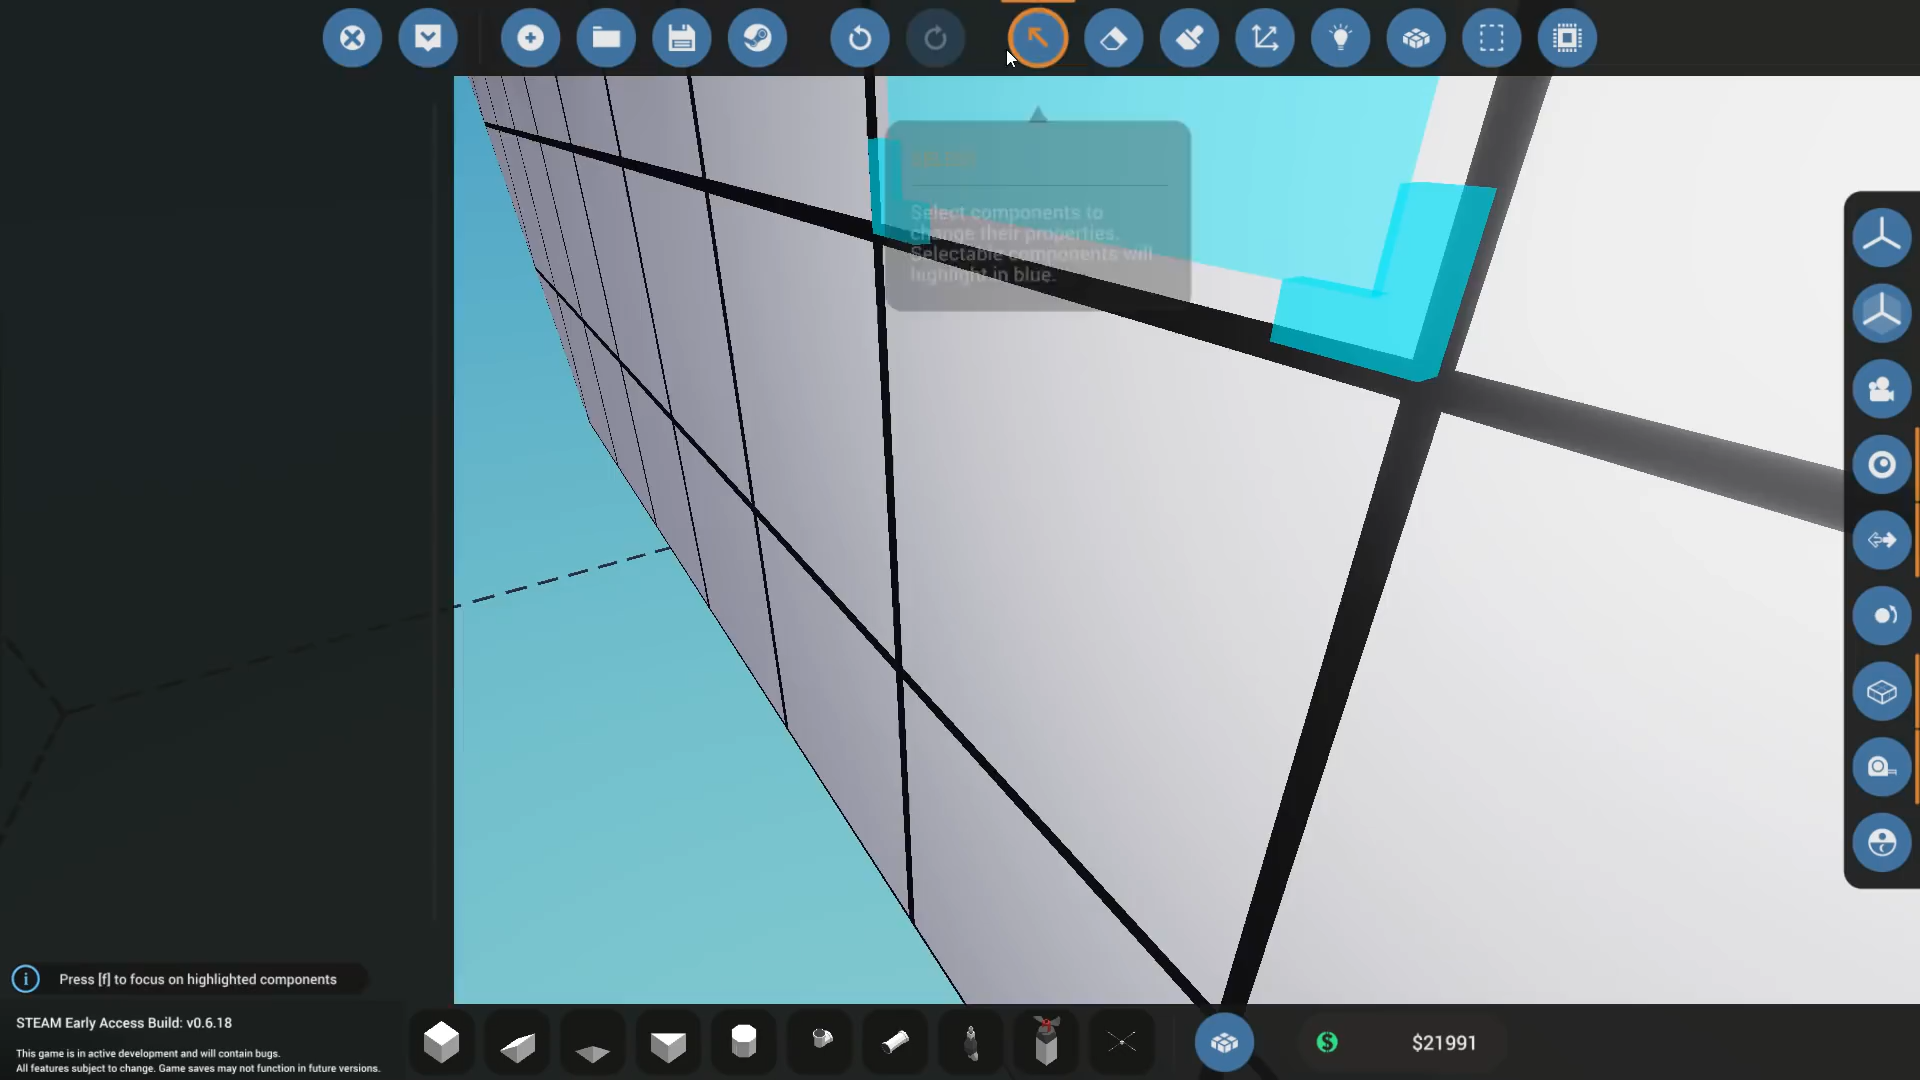 SELECT
Select components to
change their properties.
Selectable components will
highlight in blue.
Press [f] to focus on highlighted components
STEAM Early Access Build: v0.6.18
This game is in active development and will contain bugs.
All features subject to change. Game saves may not function in future versions.
$21991